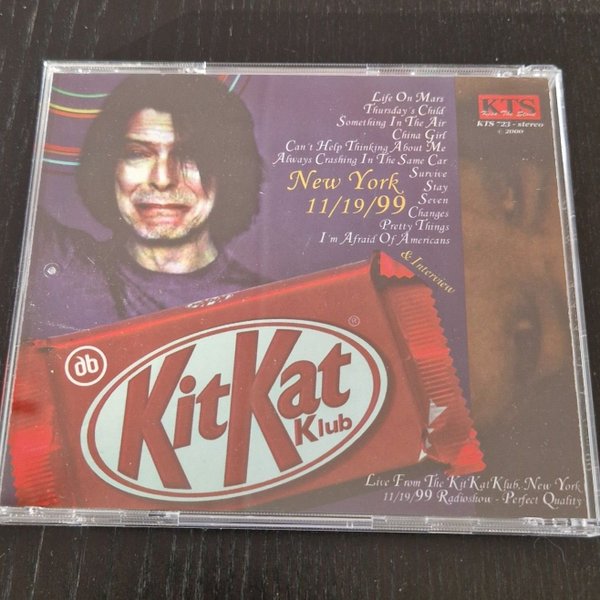 Life On Mars
Thursday's Child
Something In The Air
China Girl
Can't Help Thinking About Me
Always Crashing In The Same Car
Survive
Stay
Seven
Changes
Pretty Things
I'm Afraid Of Americans
& Interview
New York
11/19/99
KTS
Keep The Seven
KTS 723 - stereo
© 2000
db
®
KitKat
Klub
Live From The KitKatKlub, New York
11/19/99 Radioshow - Perfect Quality